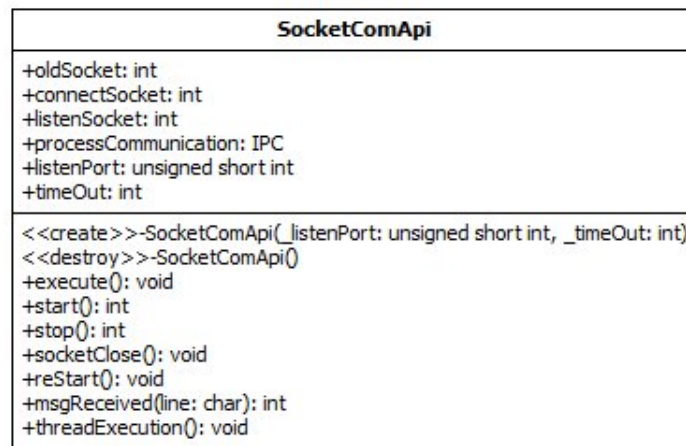 SocketComApi
+oldSocket: int
+connectSocket: int
+listenSocket: int
+processCommunication: IPC
+listenPort: unsigned short int
+timeOut: int
<<create>>-SocketComApi(_listenPort: unsigned short int, _timeOut: int)
<<destroy>>-SocketComApi()
+execute(): void
+start(): int
+stop(): int
+socketClose(): void
+reStart(): void
+msgReceived(line: char): int
+threadExecution(): void